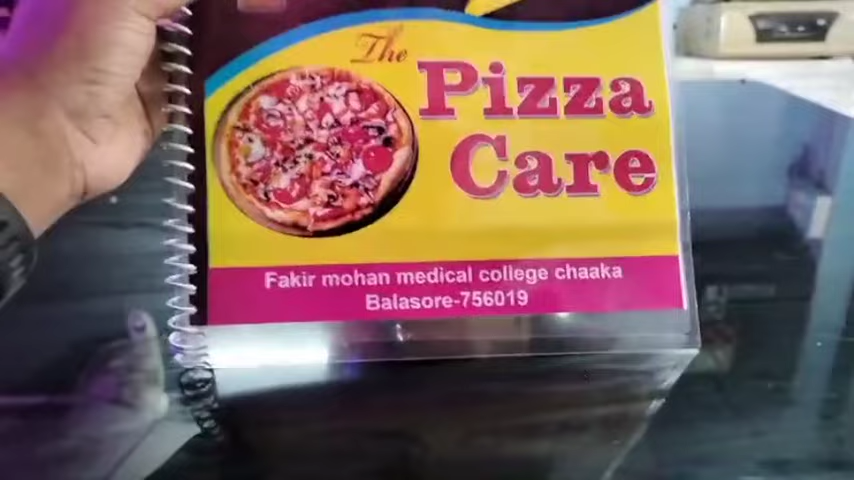 The
Pizza
Care
Fakir mohan medical college chaaka
Balasore-756019